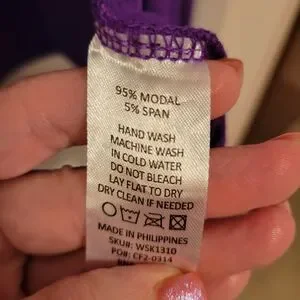 95% MODAL
5% SPAN
HAND WASH
MACHINE WASH
IN COLD WATER
DO NOT BLEACH
LAY FLAT TO DRY
DRY CLEAN IF NEEDED
MADE IN PHILIPPINES
SKU#: WSK1310
PO#: CF2-0314